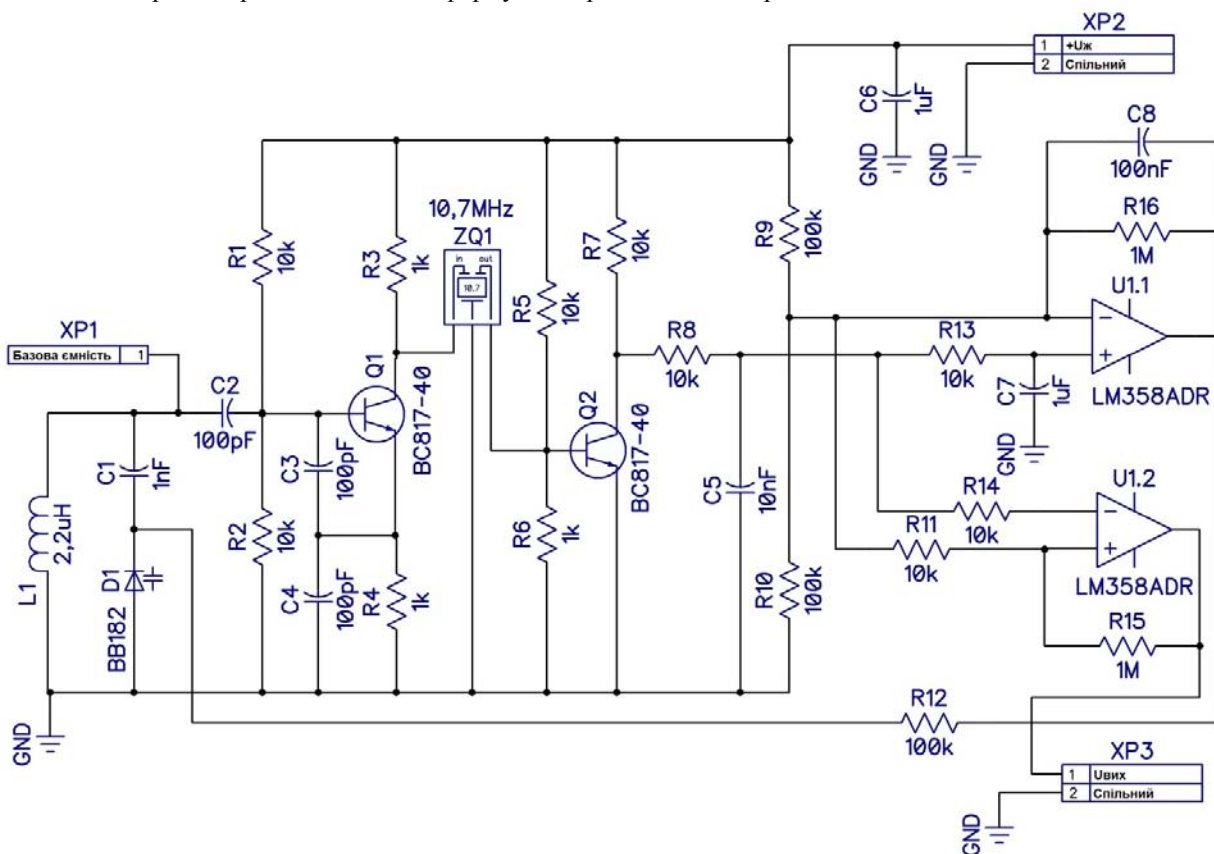 XP2
1 +Uж
2 Спільний
C6
1uF
GND
GND
C8
100nF
R16
1M
R9
100k
10,7MHz
ZQ1
in out
10.7
R1
10k
R3
1k
R5
10k
R7
10k
U1.1
LM358ADR
XP1
Базова ємність 1
C2
100pF
Q1
BC817-40
R8
10k
R13
10k
C7
1uF
GND
Q2
BC817-40
C1
1nF
C3
100pF
L1
2,2uH
R2
10k
R6
1k
C5
10nF
R14
10k
R11
10k
U1.2
LM358ADR
D1
BB182
C4
100pF
R4
1k
R10
100k
R15
1M
GND
R12
100k
XP3
1 Uвих
2 Спільний
GND